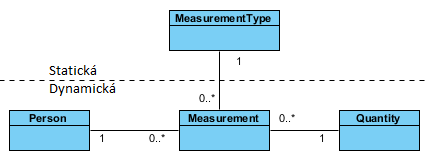 MeasurementType
1
Statická
Dynamická
0..*
Person
Measurement
Quantity
1
0..*
0..*
1